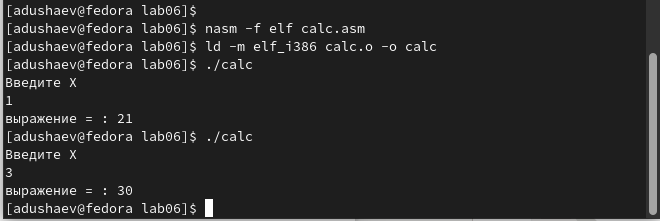 [adushaev@fedora lab06]$
[adushaev@fedora lab06]$ nasm -f elf calc.asm
[adushaev@fedora lab06]$ ld -m elf_i386 calc.o -o calc
[adushaev@fedora lab06]$ ./calc
Введите X
1
выражение = : 21
[adushaev@fedora lab06]$ ./calc
Введите X
3
выражение = : 30
[adushaev@fedora lab06]$